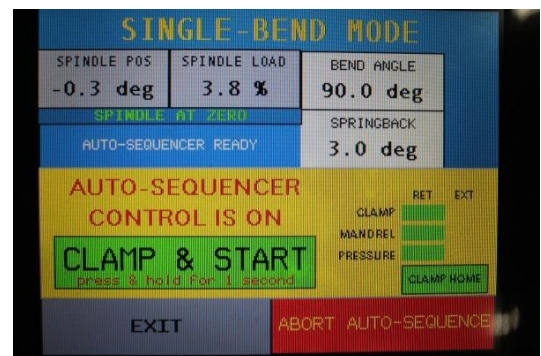 SINGLE-BEND MODE
SPINDLE POS SPINDLE LOAD BEND ANGLE
-0.3 deg 3.8 % 90.0 deg
SPINDLE AT ZERO
SPRINGBACK
AUTO-SEQUENCER READY
3.0 deg
AUTO-SEQUENCER
CONTROL IS ON
RET EXT
CLAMP
MANDREL
PRESSURE
CLAMP & START
press & hold for 1 second
CLAMP HOME
EXIT
ABORT AUTO-SEQUENCE